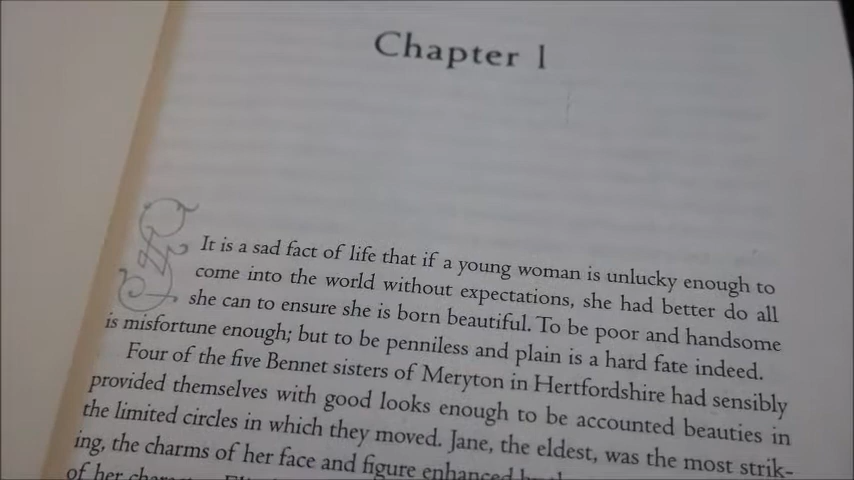 Chapter 1
It is a sad fact of life that if a young woman is unlucky enough to
come into the world without expectations, she had better do all
she can to ensure she is born beautiful. To be poor and handsome
is misfortune enough; but to be penniless and plain is a hard fate indeed.
Four of the five Bennet sisters of Meryton in Hertfordshire had sensibly
provided themselves with good looks enough to be accounted beauties in
the limited circles in which they moved. Jane, the eldest, was the most strik-
ing, the charms of her face and figure enhanced
of her